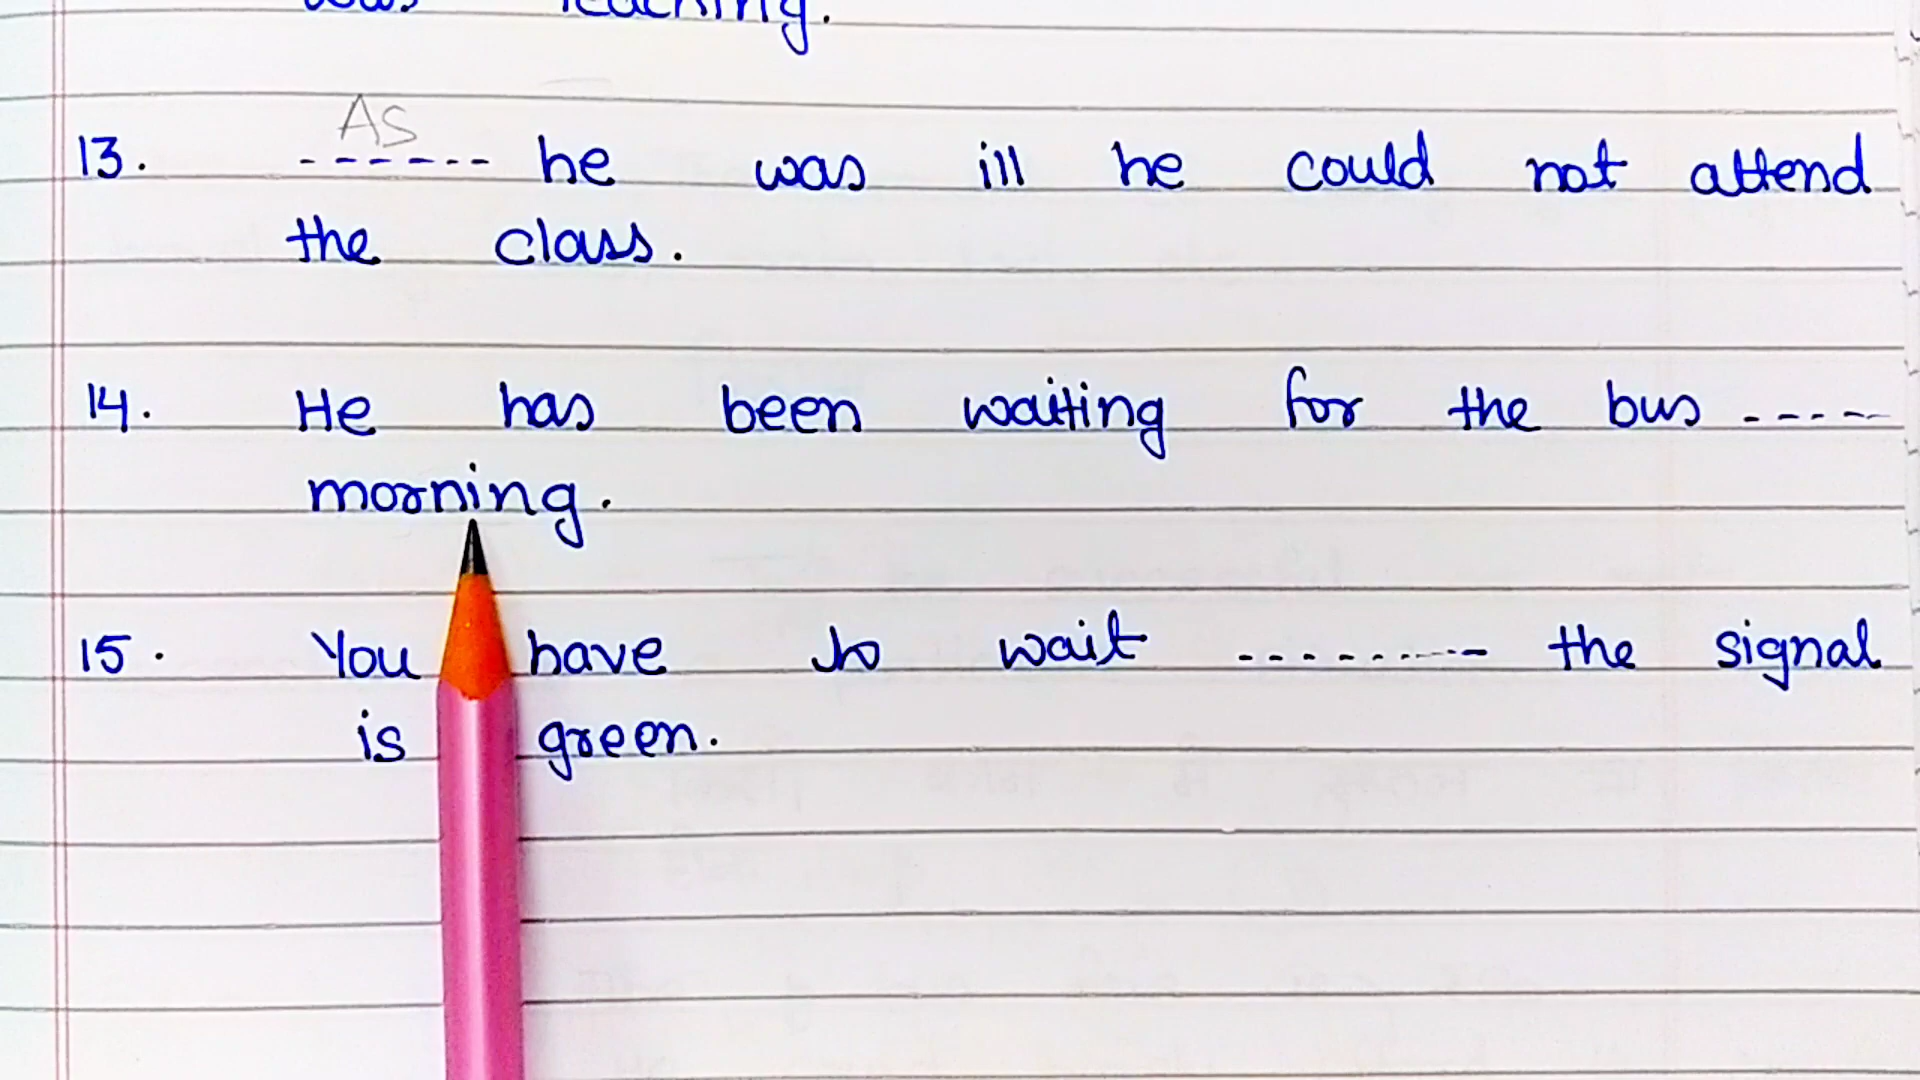 teaching.
As
13. ------ he was ill he could not attend
the class.
14. He has been waiting for the bus -----
morning.
15. You have to wait --------- the signal
is green.